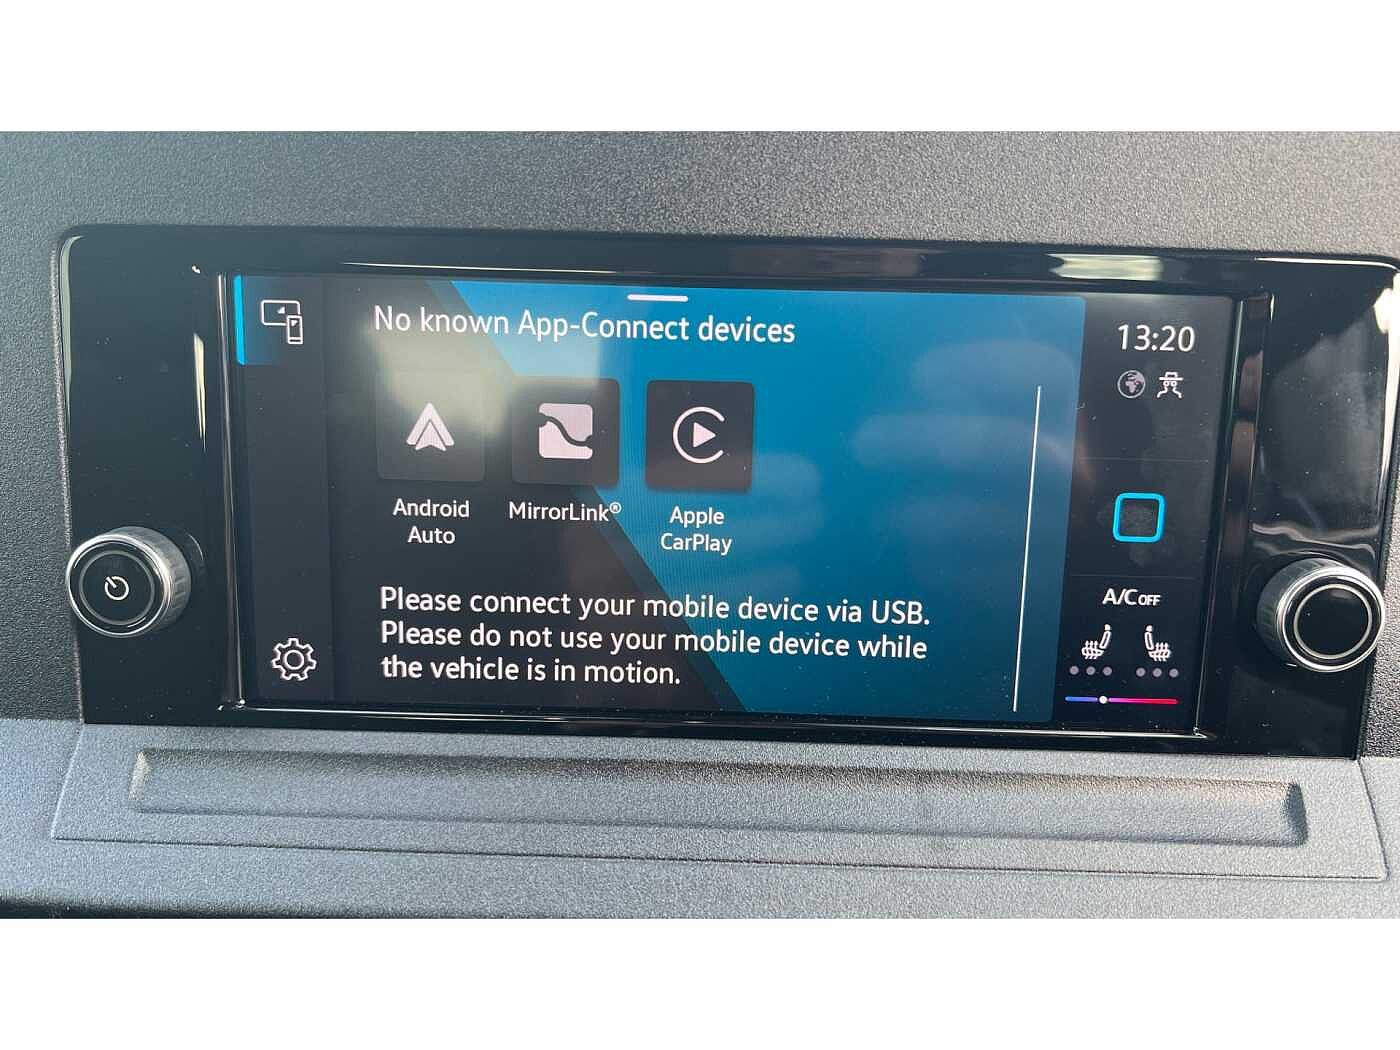 No known App-Connect devices
13:20
Android
Auto
MirrorLink®
Apple
CarPlay
Please connect your mobile device via USB.
Please do not use your mobile device while
the vehicle is in motion.
A/C OFF